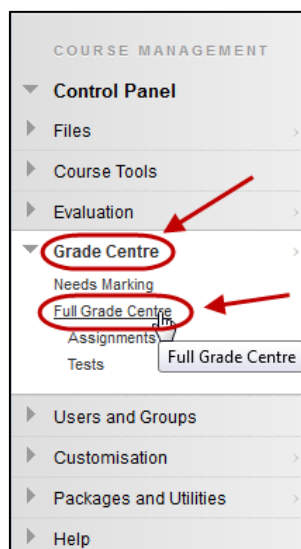 COURSE MANAGEMENT
Control Panel
Files
Course Tools
Evaluation
Grade Centre
Needs Marking
Full Grade Centre
Assignments
Full Grade Centre
Tests
Users and Groups
Customisation
Packages and Utilities
Help